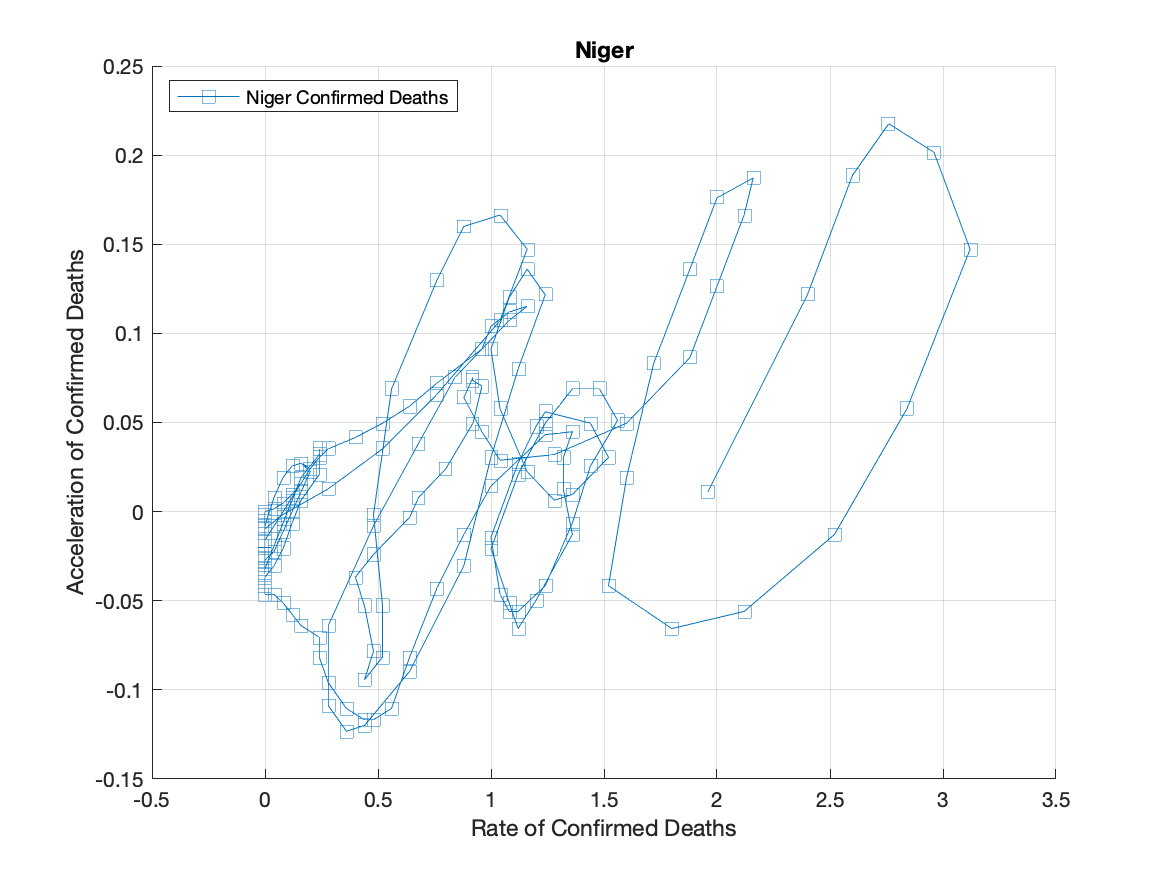 Niger
Niger Confirmed Deaths
0.25
0.2
0.15
0.1
0.05
0
-0.05
-0.1
-0.15
Acceleration of Confirmed Deaths
-0.5 0 0.5 1 1.5 2 2.5 3 3.5
Rate of Confirmed Deaths